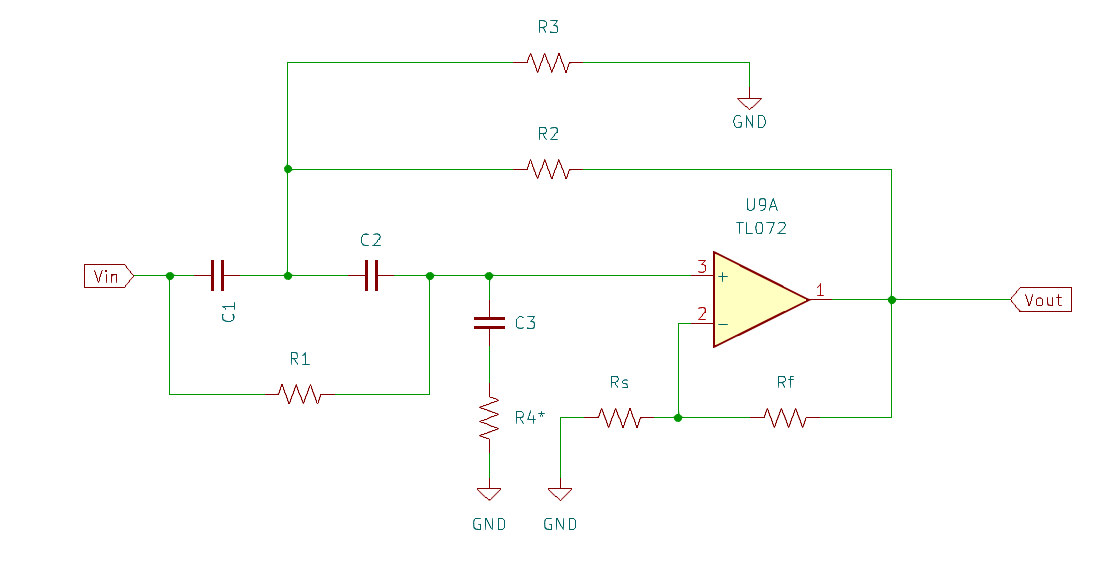 R3
GND
R2
U9A
TL072
C2
3
+
Vin
1
Vout
2
−
C1
C3
R1
Rs
Rf
R4*
GND
GND